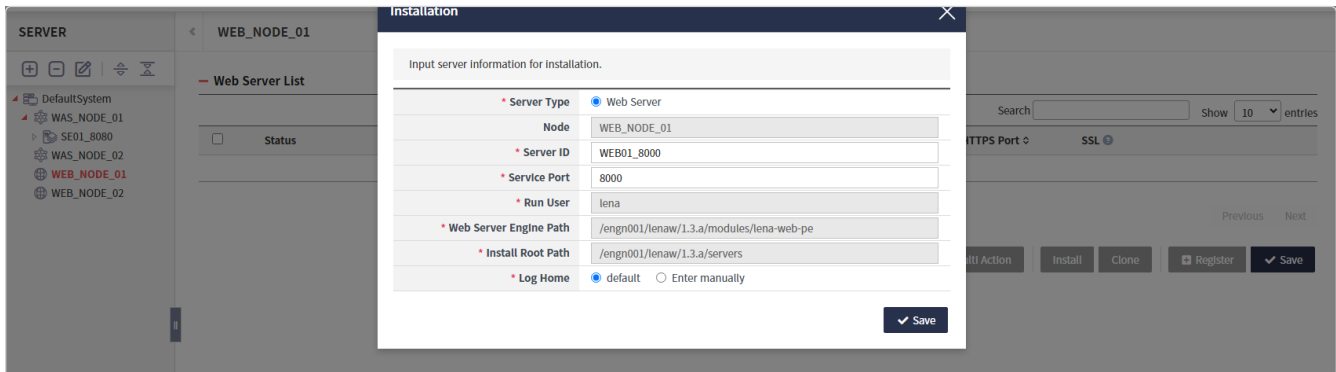 Installation
SERVER
WEB_NODE_01
Input server information for installation.
Web Server List
DefaultSystem
WAS_NODE_01
SE01_8080
WAS_NODE_02
WEB_NODE_01
WEB_NODE_02
* Server Type Web Server
Search Show 10 entries
Node WEB_NODE_01
Status
* Server ID WEB01_8000
HTTPS Port SSL
* Service Port 8000
* Run User lena
* Web Server Engine Path /engn001/lenaw/1.3.a/modules/lena-web-pe
Previous Next
* Install Root Path /engn001/lenaw/1.3.a/servers
Action Install Clone Register Save
* Log Home default Enter manually
Save